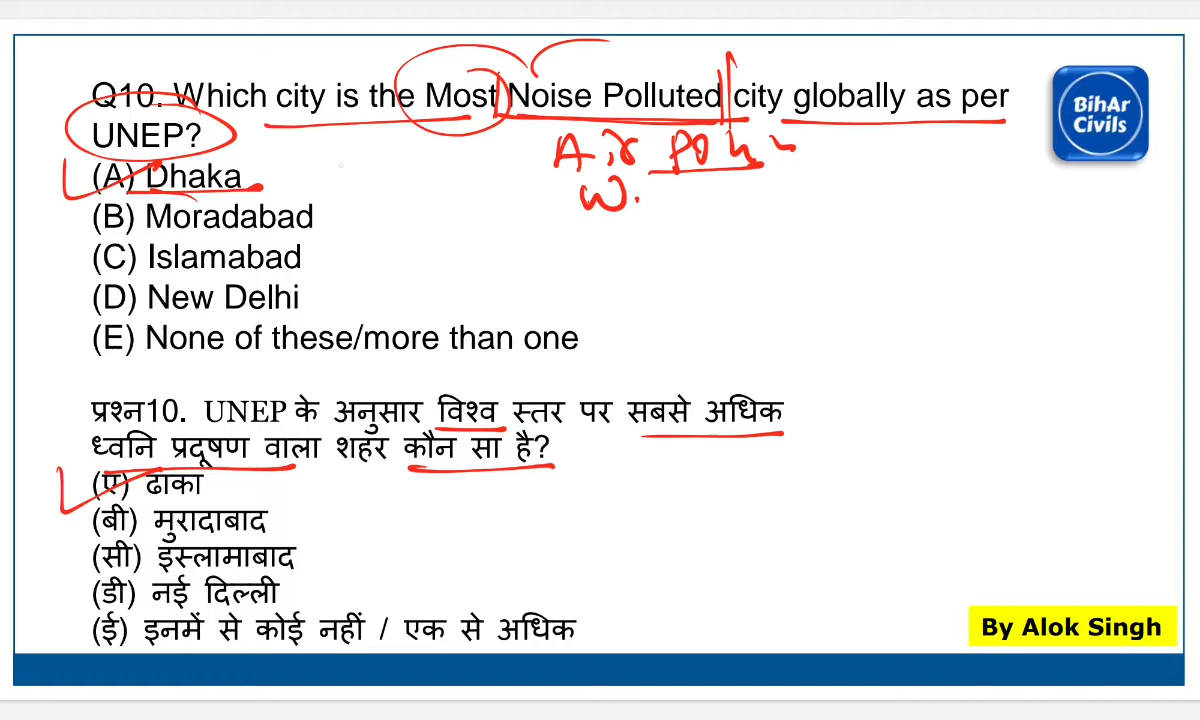 Q10. Which city is the Most Noise Polluted city globally as per
UNEP?
(A) Dhaka
(B) Moradabad
(C) Islamabad
(D) New Delhi
(E) None of these/more than one
BihAr
Civils
Air
W.
प्रश्न10. UNEP के अनुसार विश्व स्तर पर सबसे अधिक
ध्वनि प्रदूषण वाला शहर कौन सा है?
(ए) ढाका
(बी) मुरादाबाद
(सी) इस्लामाबाद
(डी) नई दिल्ली
(ई) इनमें से कोई नहीं / एक से अधिक
By Alok Singh